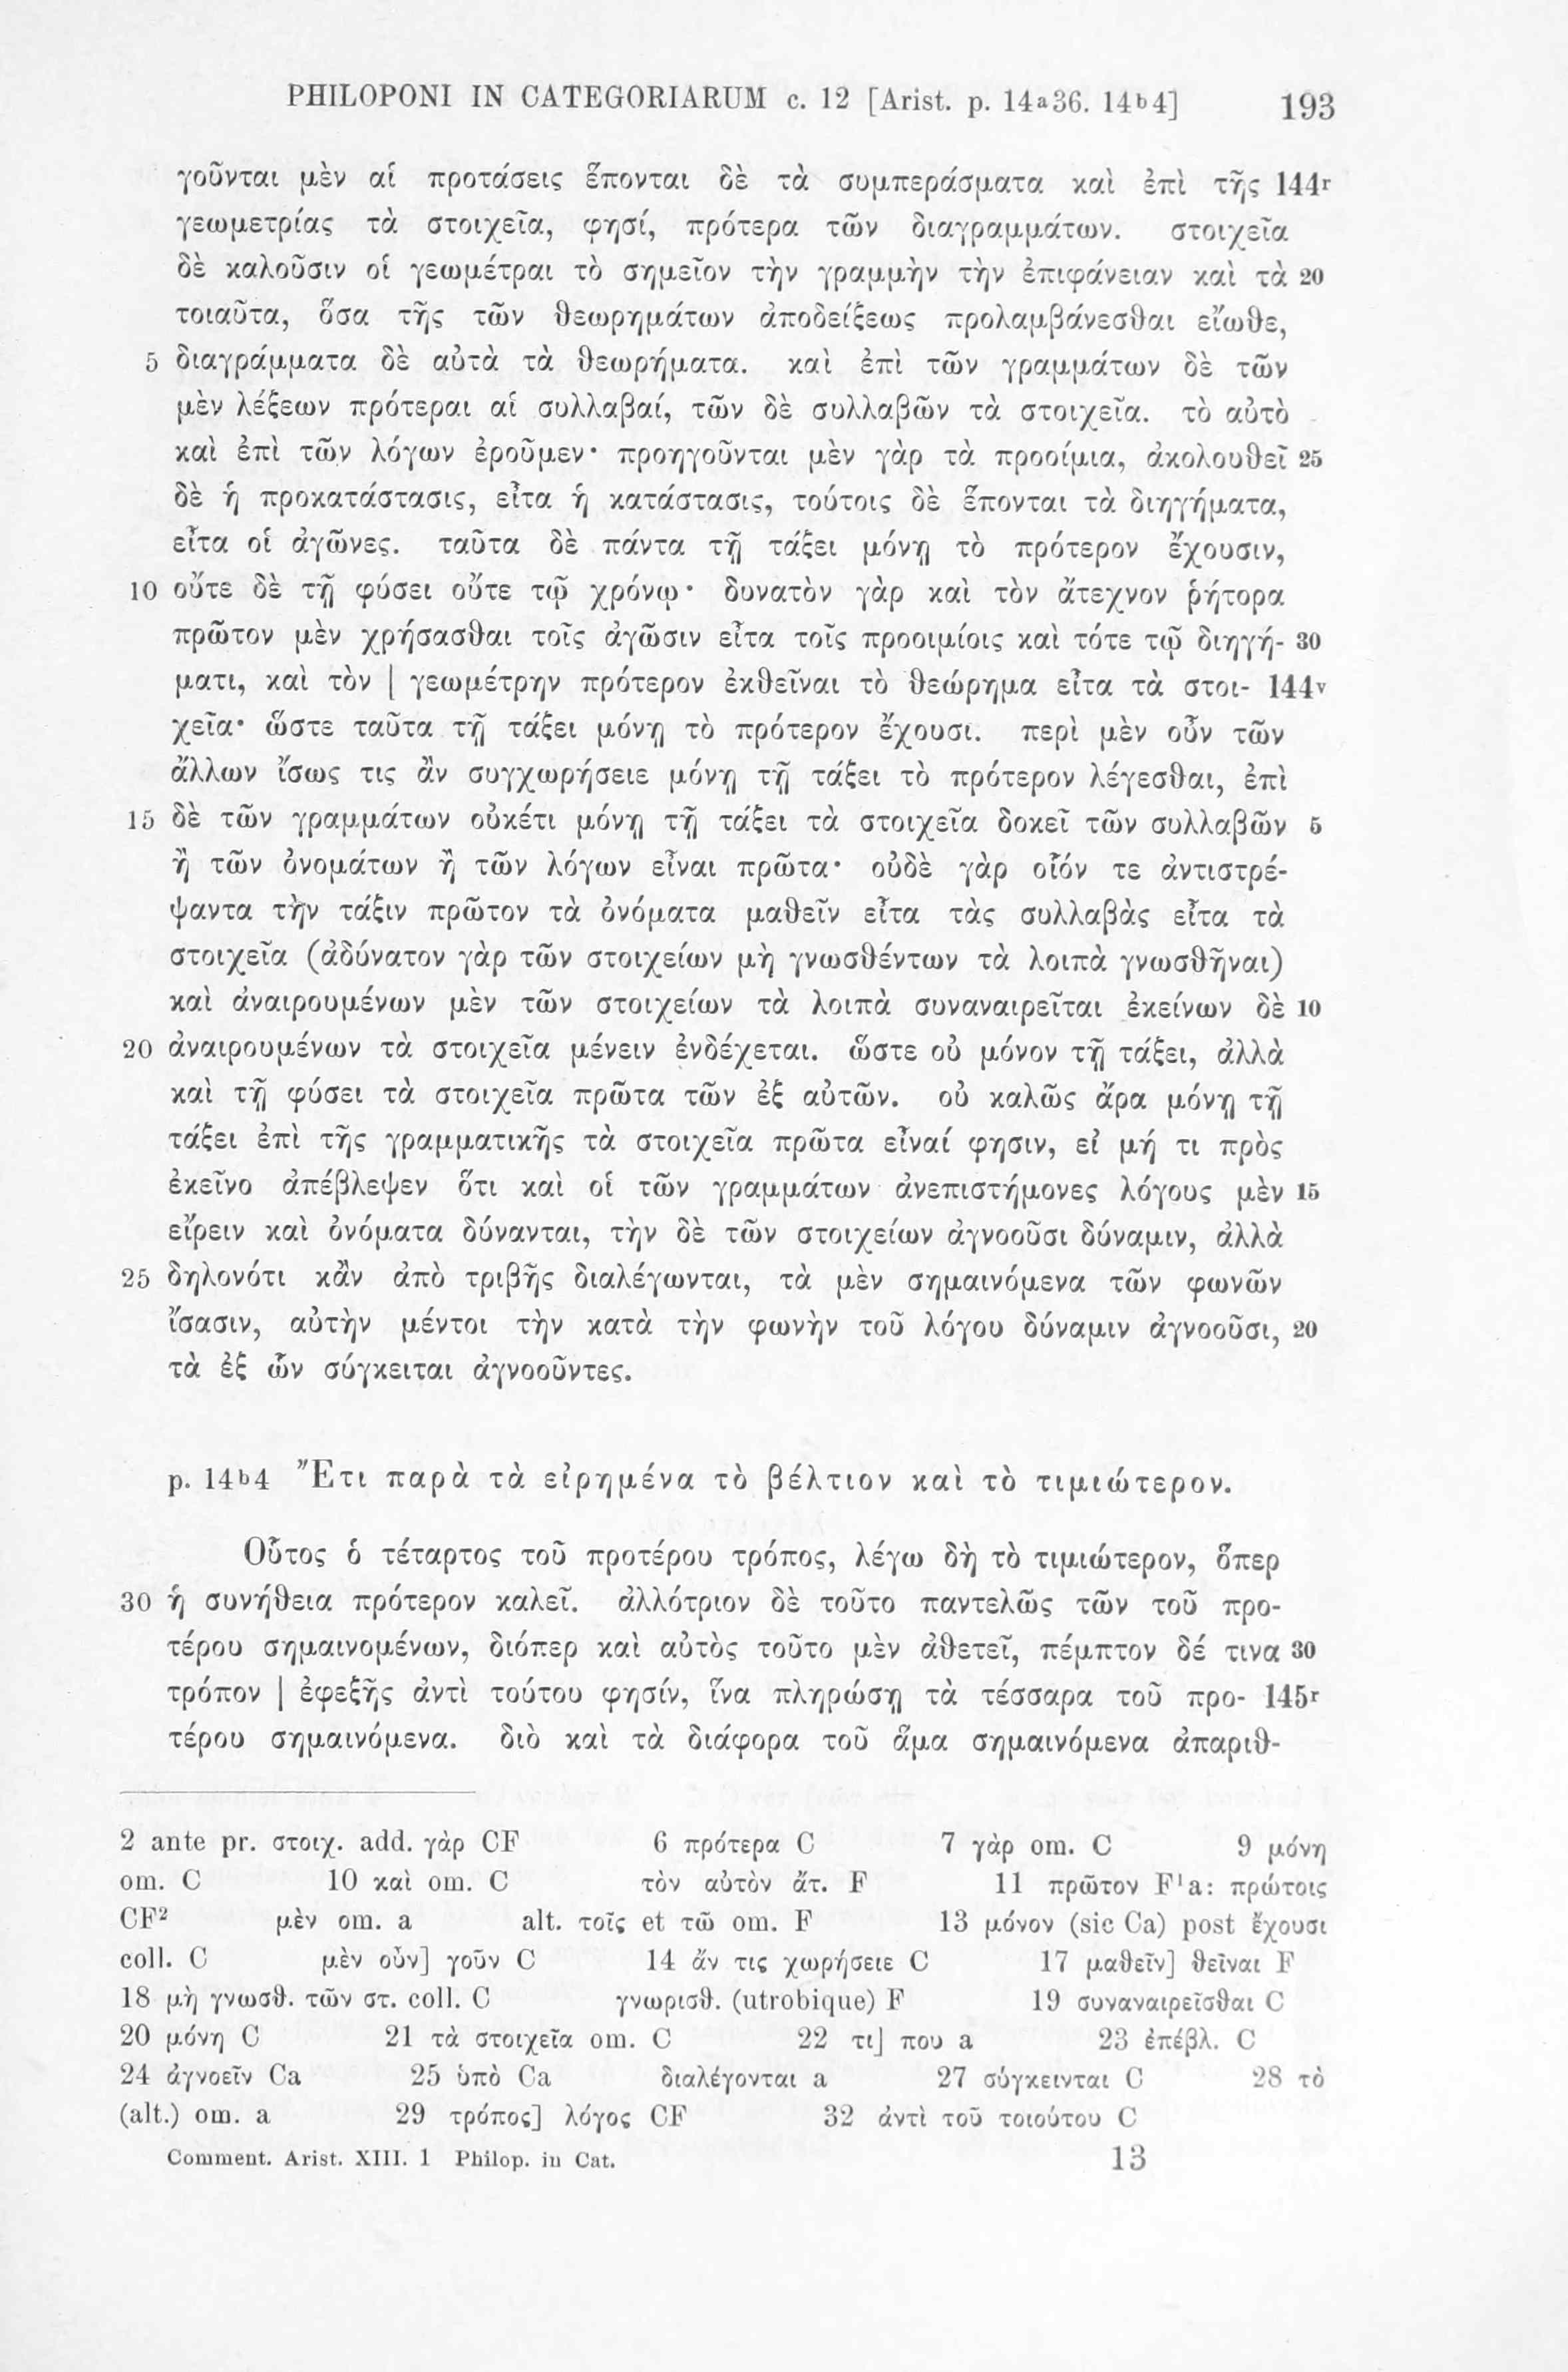 PHILOPONI IN CATEGORIARUM c. 12 [Arist. p. 14a36. 14b4] 193
γοῦνται μὲν αἱ προτάσεις ἕπονται δὲ τὰ συμπεράσματα καὶ ἐπὶ τῆς 144r
γεωμετρίας τὰ στοιχεῖα, φησί, πρότερα τῶν διαγραμμάτων. στοιχεῖα
δὲ καλοῦσιν οἱ γεωμέτραι τὸ σημεῖον τὴν γραμμὴν τὴν ἐπιφάνειαν καὶ τὰ 20
τοιαῦτα, ὅσα τῆς τῶν θεωρημάτων ἀποδείξεως προλαμβάνεσθαι εἴωθε,
5 διαγράμματα δὲ αὐτὰ τὰ θεωρήματα. καὶ ἐπὶ τῶν γραμμάτων δὲ τῶν
μὲν λέξεων πρότεραι αἱ συλλαβαί, τῶν δὲ συλλαβῶν τὰ στοιχεῖα. τὸ αὐτὸ
καὶ ἐπὶ τῶν λόγων ἐροῦμεν· προηγοῦνται μὲν γὰρ τὰ προοίμια, ἀκολουθεῖ 25
δὲ ἡ προκατάστασις, εἶτα ἡ κατάστασις, τούτοις δὲ ἕπονται τὰ διηγήματα,
εἶτα οἱ ἀγῶνες. ταῦτα δὲ πάντα τῇ τάξει μόνῃ τὸ πρότερον ἔχουσιν,
10 οὔτε δὲ τῇ φύσει οὔτε τῷ χρόνῳ· δυνατὸν γὰρ καὶ τὸν ἄτεχνον ῥήτορα
πρῶτον μὲν χρήσασθαι τοῖς ἀγῶσιν εἶτα τοῖς προοιμίοις καὶ τότε τῷ διηγή- 30
ματι, καὶ τὸν | γεωμέτρην πρότερον ἐκθεῖναι τὸ θεώρημα εἶτα τὰ στοι- 144v
χεῖα· ὥστε ταῦτα τῇ τάξει μόνῃ τὸ πρότερον ἔχουσι. περὶ μὲν οὖν τῶν
ἄλλων ἴσως τις ἂν συγχωρήσειε μόνῃ τῇ τάξει τὸ πρότερον λέγεσθαι, ἐπὶ
15 δὲ τῶν γραμμάτων οὐκέτι μόνῃ τῇ τάξει τὰ στοιχεῖα δοκεῖ τῶν συλλαβῶν 5
ἢ τῶν ὀνομάτων ἢ τῶν λόγων εἶναι πρῶτα· οὐδὲ γὰρ οἷόν τε ἀντιστρέ-
ψαντα τὴν τάξιν πρῶτον τὰ ὀνόματα μαθεῖν εἶτα τὰς συλλαβὰς εἶτα τὰ
στοιχεῖα (ἀδύνατον γὰρ τῶν στοιχείων μὴ γνωσθέντων τὰ λοιπὰ γνωσθῆναι)
καὶ ἀναιρουμένων μὲν τῶν στοιχείων τὰ λοιπὰ συναναιρεῖται ἐκείνων δὲ 10
20 ἀναιρουμένων τὰ στοιχεῖα μένειν ἐνδέχεται. ὥστε οὐ μόνον τῇ τάξει, ἀλλὰ
καὶ τῇ φύσει τὰ στοιχεῖα πρῶτα τῶν ἐξ αὐτῶν. οὐ καλῶς ἄρα μόνῃ τῇ
τάξει ἐπὶ τῆς γραμματικῆς τὰ στοιχεῖα πρῶτα εἶναί φησιν, εἰ μή τι πρὸς
ἐκεῖνο ἀπέβλεψεν ὅτι καὶ οἱ τῶν γραμμάτων ἀνεπιστήμονες λόγους μὲν 15
εἴρειν καὶ ὀνόματα δύνανται, τὴν δὲ τῶν στοιχείων ἀγνοοῦσι δύναμιν, ἀλλὰ
25 δηλονότι κἂν ἀπὸ τριβῆς διαλέγωνται, τὰ μὲν σημαινόμενα τῶν φωνῶν
ἴσασιν, αὐτὴν μέντοι τὴν κατὰ τὴν φωνὴν τοῦ λόγου δύναμιν ἀγνοοῦσι, 20
τὰ ἐξ ὧν σύγκειται ἀγνοοῦντες.
p. 14b4 Ἔτι παρὰ τὰ εἰρημένα τὸ βέλτιον καὶ τὸ τιμιώτερον.
Οὗτος ὁ τέταρτος τοῦ προτέρου τρόπος, λέγω δὴ τὸ τιμιώτερον, ὅπερ
30 ἡ συνήθεια πρότερον καλεῖ. ἀλλότριον δὲ τοῦτο παντελῶς τῶν τοῦ προ-
τέρου σημαινομένων, διόπερ καὶ αὐτὸς τοῦτο μὲν ἀθετεῖ, πέμπτον δέ τινα 30
τρόπον | ἐφεξῆς ἀντὶ τούτου φησίν, ἵνα πληρώσῃ τὰ τέσσαρα τοῦ προ- 145r
τέρου σημαινόμενα. διὸ καὶ τὰ διάφορα τοῦ ἅμα σημαινόμενα ἀπαριθ-
2 ante pr. στοιχ. add. γὰρ CF 6 πρότερα C 7 γὰρ om. C 9 μόνη
om. C 10 καὶ om. C τὸν αὐτὸν ἄτ. F 11 πρῶτον F¹a: πρώτοις
CF² μὲν om. a alt. τοῖς et τῶ om. F 13 μόνον (sic Ca) post ἔχουσι
coll. C μὲν οὖν] γοῦν C 14 ἄν τις χωρήσειε C 17 μαθεῖν] θεῖναι F
18 μὴ γνωσθ. τῶν στ. coll. C γνωρισθ. (utrobique) F 19 συναναιρεῖσθαι C
20 μόνη C 21 τὰ στοιχεῖα om. C 22 τι] που a 23 ἐπέβλ. C
24 ἀγνοεῖν Ca 25 ὑπὸ Ca διαλέγονται a 27 σύγκεινται C 28 τὸ
(alt.) om. a 29 τρόπος] λόγος CF 32 ἀντὶ τοῦ τοιούτου C
Comment. Arist. XIII. 1 Philop. in Cat. 13